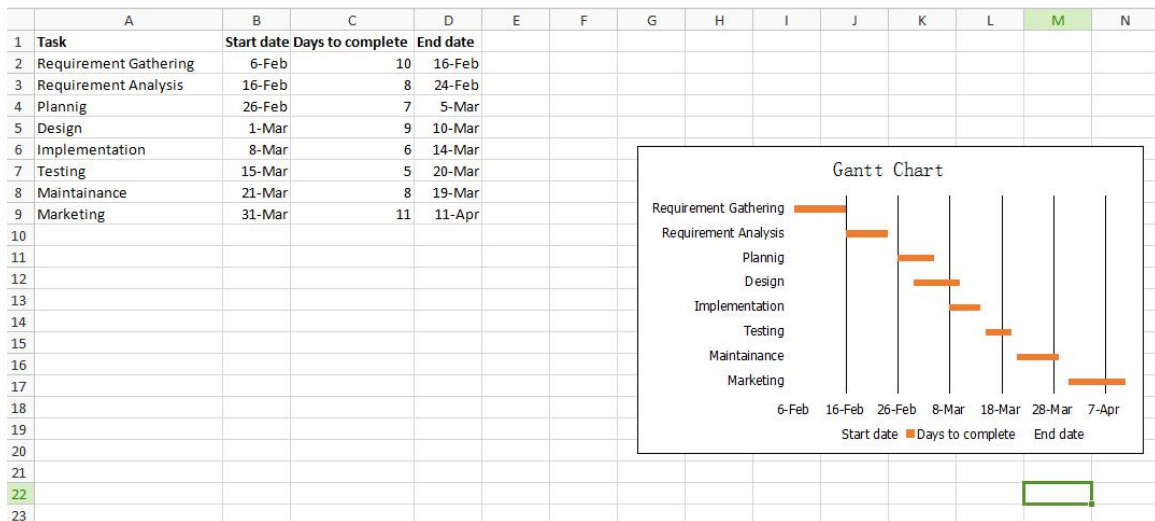 A B C D E F G H I J K L M N
1 Task Start date Days to complete End date
2 Requirement Gathering 6-Feb 10 16-Feb
3 Requirement Analysis 16-Feb 8 24-Feb
4 Plannig 26-Feb 7 5-Mar
5 Design 1-Mar 9 10-Mar
6 Implementation 8-Mar 6 14-Mar
7 Testing 15-Mar 5 20-Mar
8 Maintainance 21-Mar 8 19-Mar
9 Marketing 31-Mar 11 11-Apr
10
11
12
13
14
15
16
17
18
19
20
21
22
23
Gantt Chart
Requirement Gathering
Requirement Analysis
Plannig
Design
Implementation
Testing
Maintainance
Marketing
6-Feb 16-Feb 26-Feb 8-Mar 18-Mar 28-Mar 7-Apr
Start date Days to complete End date